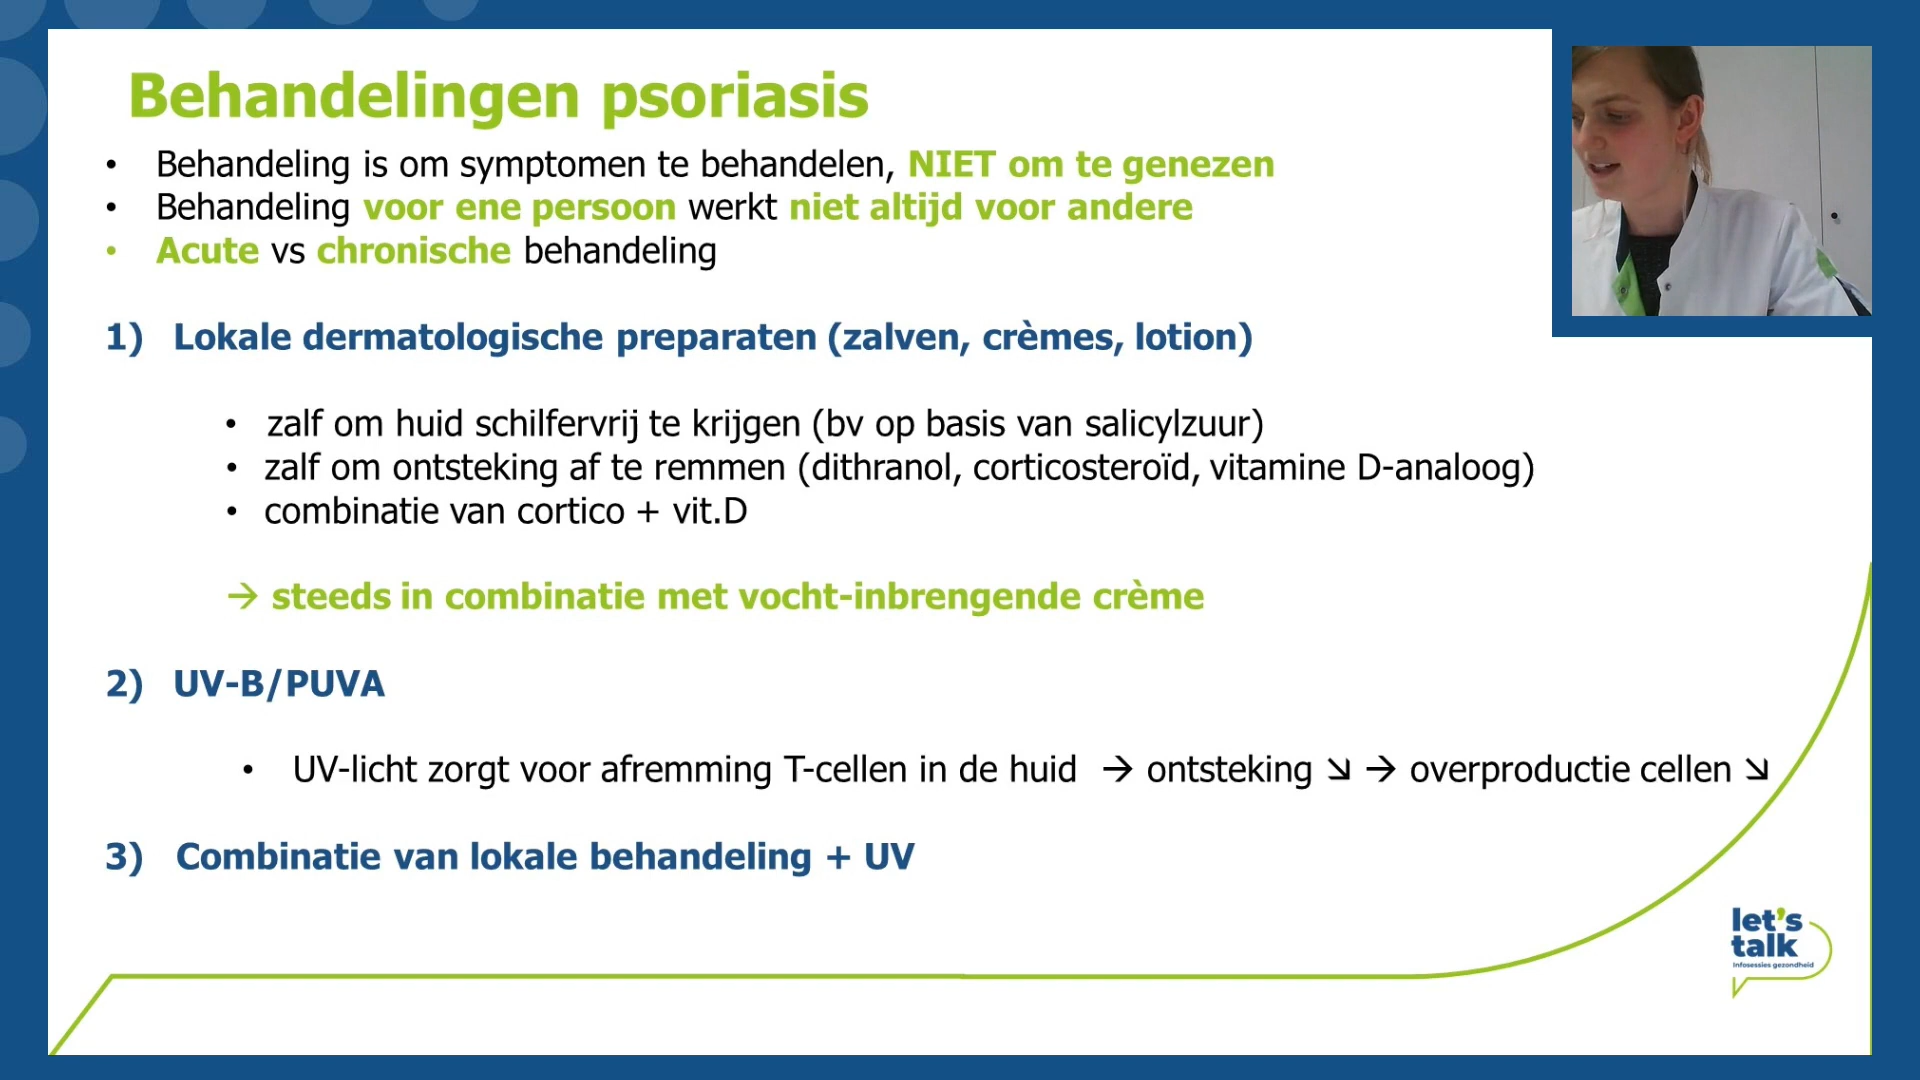 Behandelingen psoriasis
• Behandeling is om symptomen te behandelen, NIET om te genezen
• Behandeling voor ene persoon werkt niet altijd voor andere
• Acute vs chronische behandeling
1) Lokale dermatologische preparaten (zalven, crèmes, lotion)
• zalf om huid schilfervrij te krijgen (bv op basis van salicylzuur)
• zalf om ontsteking af te remmen (dithranol, corticosteroïd, vitamine D-analoog)
• combinatie van cortico + vit.D
→ steeds in combinatie met vocht-inbrengende crème
2) UV-B/PUVA
• UV-licht zorgt voor afremming T-cellen in de huid → ontsteking ↘ → overproductie cellen ↘
3) Combinatie van lokale behandeling + UV
let's
talk
Infosessies gezondheid